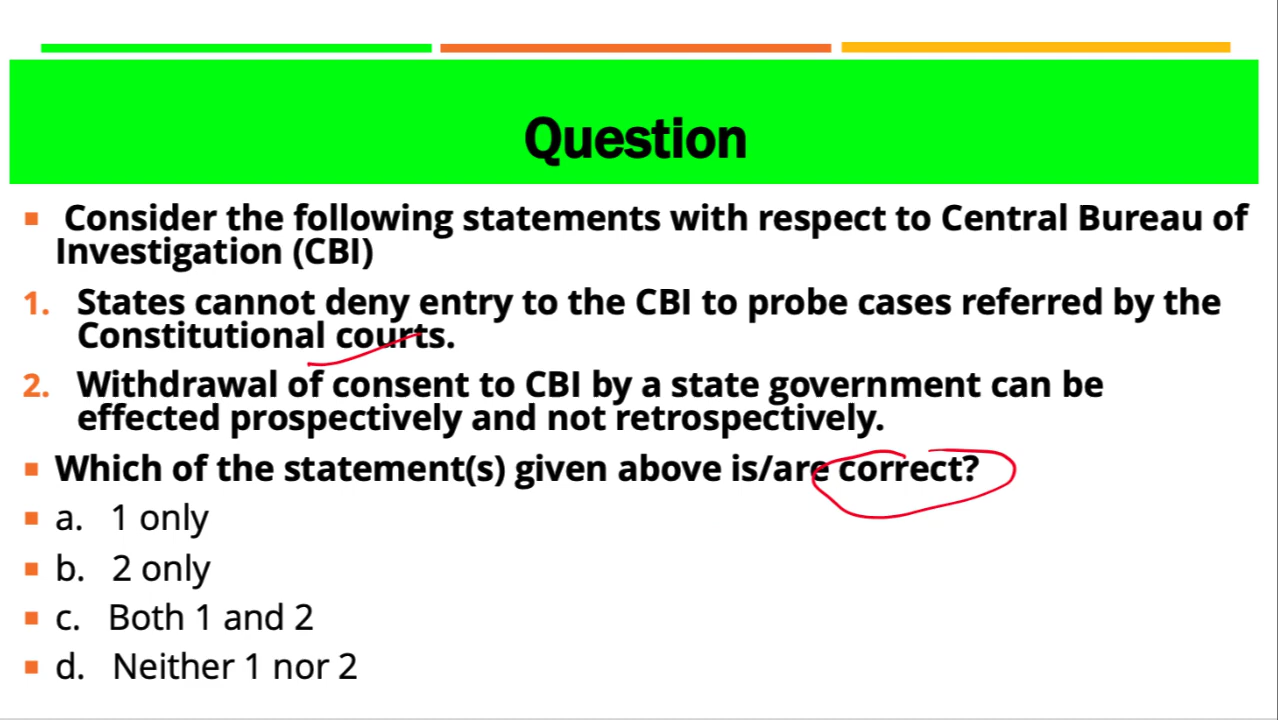 Question
Consider the following statements with respect to Central Bureau of
Investigation (CBI)
1. States cannot deny entry to the CBI to probe cases referred by the
Constitutional courts.
2. Withdrawal of consent to CBI by a state government can be
effected prospectively and not retrospectively.
Which of the statement(s) given above is/are correct?
a. 1 only
b. 2 only
c. Both 1 and 2
d. Neither 1 nor 2